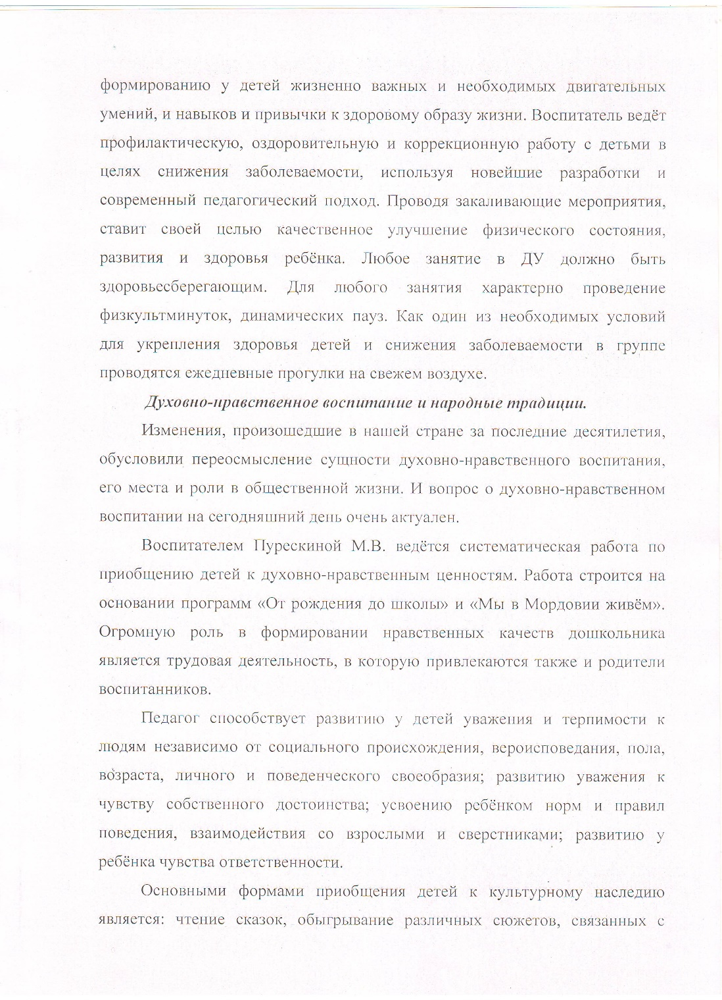 формированию у детей жизненно важных и необходимых двигательных
умений, и навыков и привычки к здоровому образу жизни. Воспитатель ведёт
профилактическую, оздоровительную и коррекционную работу с детьми в
целях снижения заболеваемости, используя новейшие разработки и
современный педагогический подход. Проводя закаливающие мероприятия,
ставит своей целью качественное улучшение физического состояния,
развития и здоровья ребёнка. Любое занятие в ДУ должно быть
здоровьесберегающим. Для любого занятия характерно проведение
физкультминуток, динамических пауз. Как один из необходимых условий
для укрепления здоровья детей и снижения заболеваемости в группе
проводятся ежедневные прогулки на свежем воздухе.
Духовно-нравственное воспитание и народные традиции.
Изменения, произошедшие в нашей стране за последние десятилетия,
обусловили переосмысление сущности духовно-нравственного воспитания,
его места и роли в общественной жизни. И вопрос о духовно-нравственном
воспитании на сегодняшний день очень актуален.
Воспитателем Пурескиной М.В. ведётся систематическая работа по
приобщению детей к духовно-нравственным ценностям. Работа строится на
основании программ «От рождения до школы» и «Мы в Мордовии живём».
Огромную роль в формировании нравственных качеств дошкольника
является трудовая деятельность, в которую привлекаются также и родители
воспитанников.
Педагог способствует развитию у детей уважения и терпимости к
людям независимо от социального происхождения, вероисповедания, пола,
возраста, личного и поведенческого своеобразия; развитию уважения к
чувству собственного достоинства; усвоению ребёнком норм и правил
поведения, взаимодействия со взрослыми и сверстниками; развитию у
ребёнка чувства ответственности.
Основными формами приобщения детей к культурному наследию
является: чтение сказок, обыгрывание различных сюжетов, связанных с